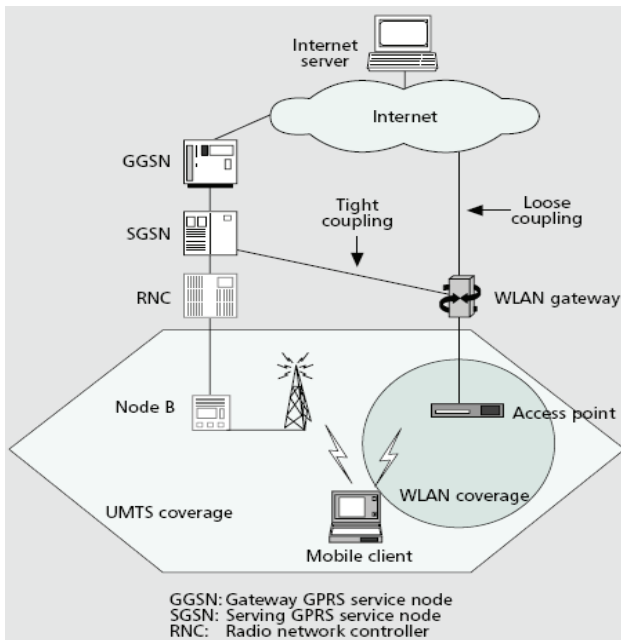 Internet
server
Internet
GGSN
Tight
coupling
Loose
coupling
SGSN
RNC
WLAN gateway
Node B
Access point
WLAN coverage
UMTS coverage
Mobile client
GGSN: Gateway GPRS service node
SGSN: Serving GPRS service node
RNC: Radio network controller